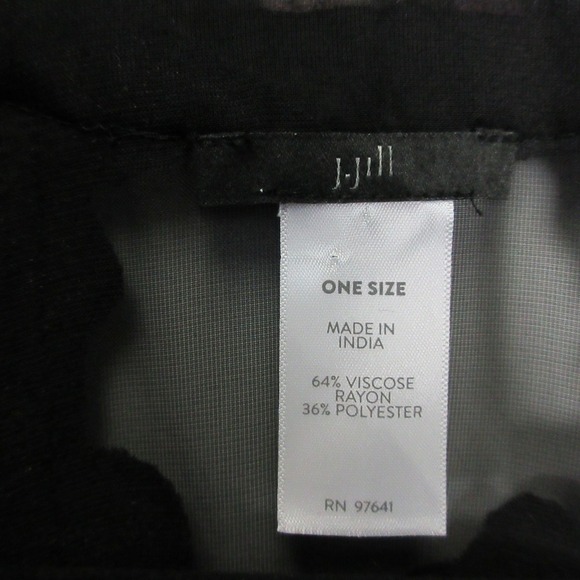 J.Jill
ONE SIZE
MADE IN
INDIA
64% VISCOSE
RAYON
36% POLYESTER
RN 97641